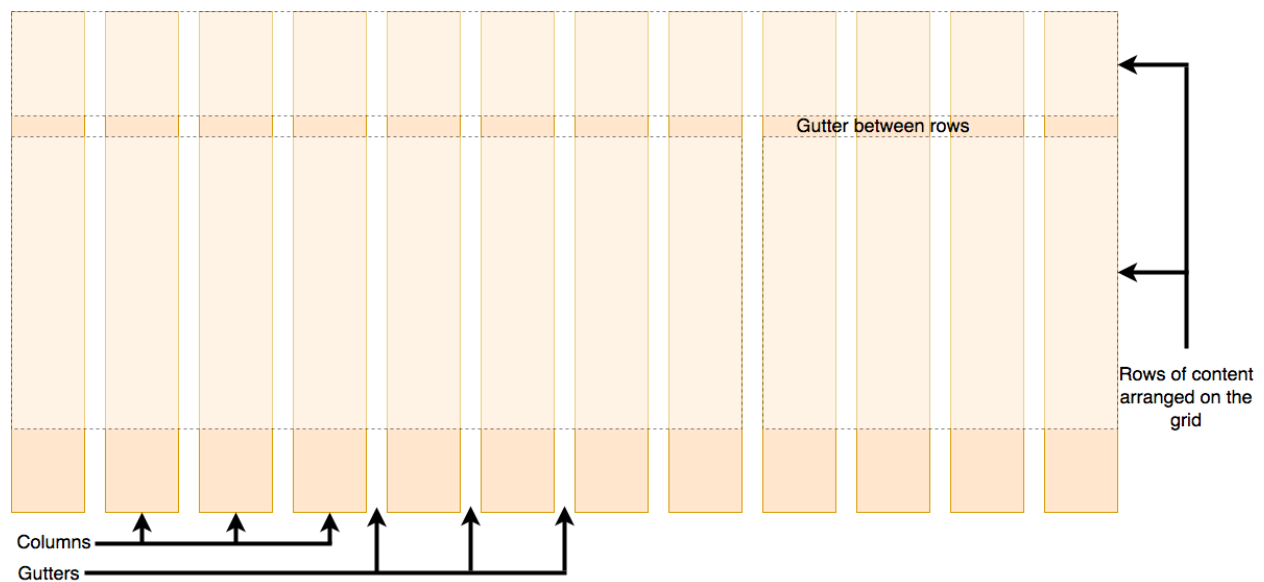 Gutter between rows
Rows of content
arranged on the
grid
Columns
Gutters